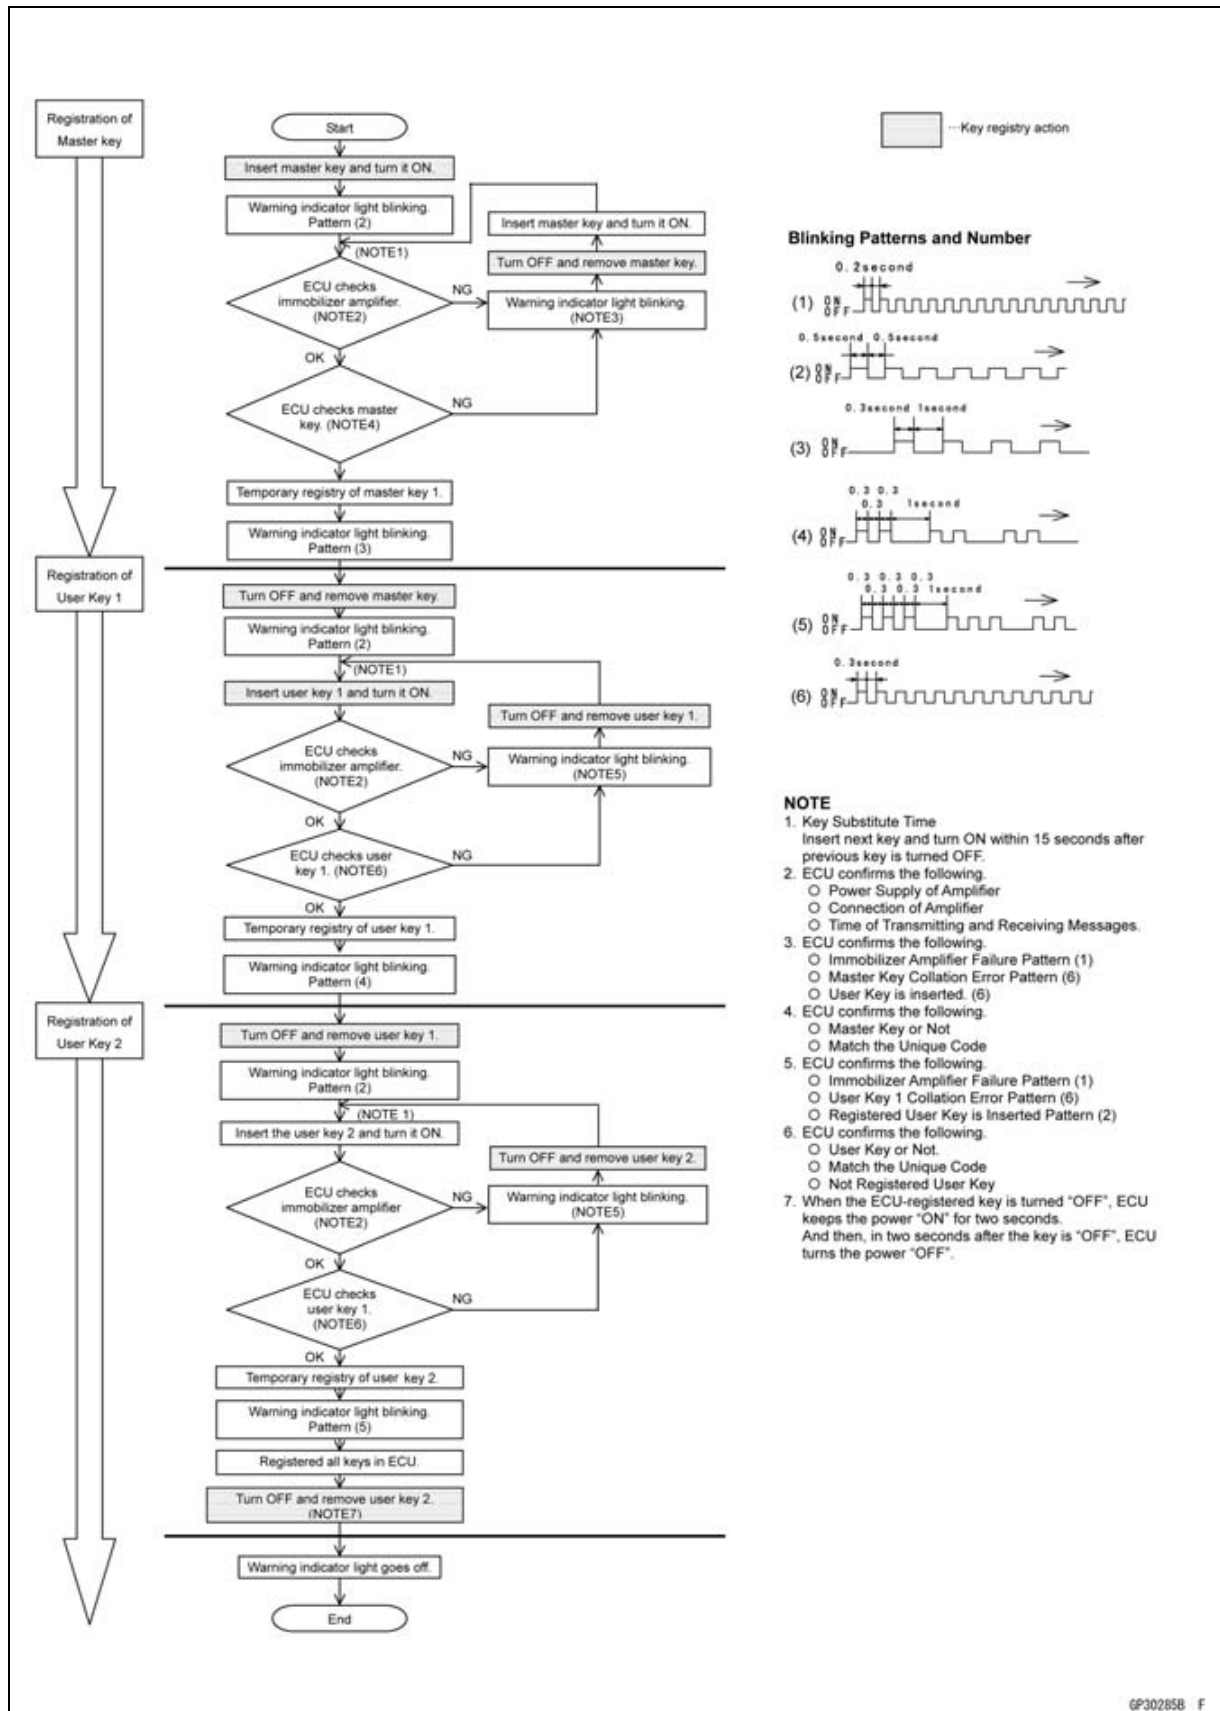 Registration of
Master key
Start
Insert master key and turn it ON.
Warning indicator light blinking.
Pattern (2)
(NOTE1)
ECU checks
immobilizer amplifier.
(NOTE2)
NG
Insert master key and turn it ON.
Turn OFF and remove master key.
Warning indicator light blinking.
(NOTE3)
OK
ECU checks master
key. (NOTE4)
NG
Temporary registry of master key 1.
Warning indicator light blinking.
Pattern (3)
Registration of
User Key 1
Turn OFF and remove master key.
Warning indicator light blinking.
Pattern (2)
(NOTE1)
Insert user key 1 and turn it ON.
Turn OFF and remove user key 1.
ECU checks
immobilizer amplifier.
(NOTE2)
NG
Warning indicator light blinking.
(NOTE5)
OK
ECU checks user
key 1. (NOTE6)
NG
OK
Temporary registry of user key 1.
Warning indicator light blinking.
Pattern (4)
Registration of
User Key 2
Turn OFF and remove user key 1.
Warning indicator light blinking.
Pattern (2)
(NOTE 1)
Insert the user key 2 and turn it ON.
Turn OFF and remove user key 2.
ECU checks
immobilizer amplifier
(NOTE2)
NG
Warning indicator light blinking.
(NOTE5)
OK
ECU checks
user key 1.
(NOTE6)
NG
OK
Temporary registry of user key 2.
Warning indicator light blinking.
Pattern (5)
Registered all keys in ECU.
Turn OFF and remove user key 2.
(NOTE7)
Warning indicator light goes off.
End
···Key registry action
Blinking Patterns and Number
0.2second
(1) ON
OFF
0.5second 0.5second
(2) ON
OFF
0.3second 1second
(3) ON
OFF
0.3 0.3
0.3 1second
(4) ON
OFF
0.3 0.3 0.3
0.3 0.3 1second
(5) ON
OFF
0.3second
(6) ON
OFF
NOTE
1. Key Substitute Time
Insert next key and turn ON within 15 seconds after
previous key is turned OFF.
2. ECU confirms the following.
○ Power Supply of Amplifier
○ Connection of Amplifier
○ Time of Transmitting and Receiving Messages.
3. ECU confirms the following.
○ Immobilizer Amplifier Failure Pattern (1)
○ Master Key Collation Error Pattern (6)
○ User Key is inserted. (6)
4. ECU confirms the following.
○ Master Key or Not
○ Match the Unique Code
5. ECU confirms the following.
○ Immobilizer Amplifier Failure Pattern (1)
○ User Key 1 Collation Error Pattern (6)
○ Registered User Key is Inserted Pattern (2)
6. ECU confirms the following.
○ User Key or Not.
○ Match the Unique Code
○ Not Registered User Key
7. When the ECU-registered key is turned “OFF”, ECU
keeps the power “ON” for two seconds.
And then, in two seconds after the key is “OFF”, ECU
turns the power “OFF”.
GP30285B F